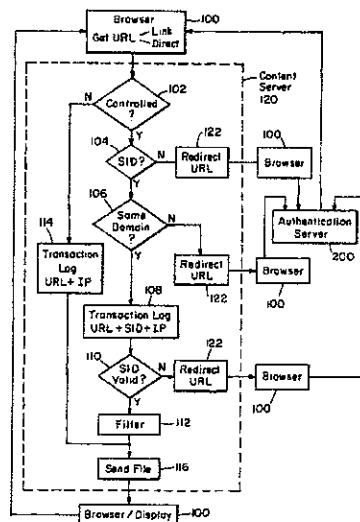 Browser
100
Get URL
Link
Direct
Content
Server
120
N
102
Controlled
?
Y
104
SID?
N
122
Redirect
URL
100
Browser
Y
106
Same
Domain
?
N
Authentication
Server
200
114
Transaction
Log
URL+IP
Y
Redirect
URL
122
Browser
100
108
Transaction Log
URL+SID+IP
110
SID
Valid?
N
122
Redirect
URL
Browser
100
Y
Filter
112
Send File
116
Browser/Display
100